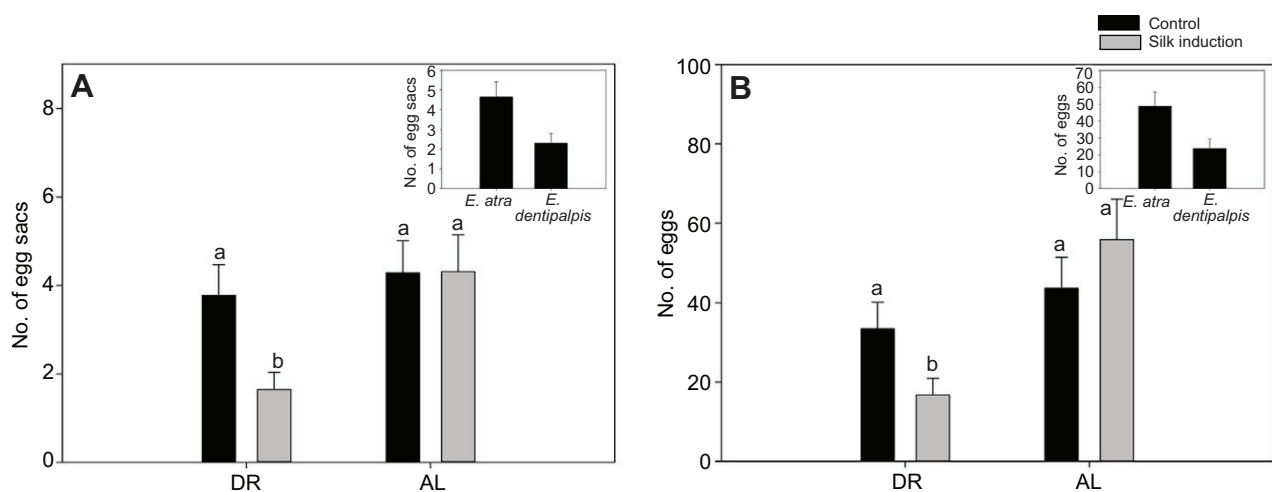 Control
Silk induction
A
No. of egg sacs
8
6
4
2
0
a
b
a
a
DR
AL
No. of egg sacs
6
5
4
3
2
1
0
E. atra
E.
dentipalpis
B
No. of eggs
100
80
60
40
20
0
a
b
a
a
DR
AL
No. of eggs
70
60
50
40
30
20
10
0
E. atra
E.
dentipalpis